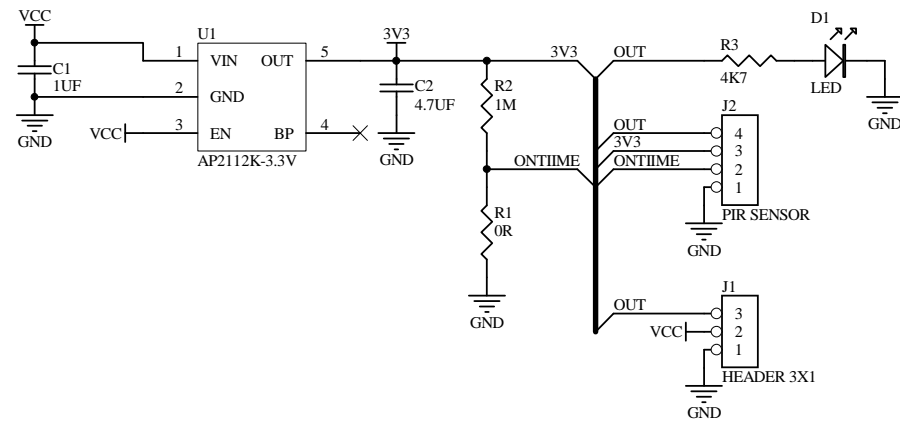 VCC
C1
1UF
GND
U1
1 VIN OUT 5
2 GND
3 EN BP 4
VCC
AP2112K-3.3V
3V3
C2
4.7UF
GND
R2
1M
3V3
ONTIIME
R1
0R
GND
OUT
R3
4K7
D1
LED
GND
J2
OUT 4
3V3 3
ONTIIME 2
1
PIR SENSOR
GND
J1
OUT 3
VCC 2
1
HEADER 3X1
GND